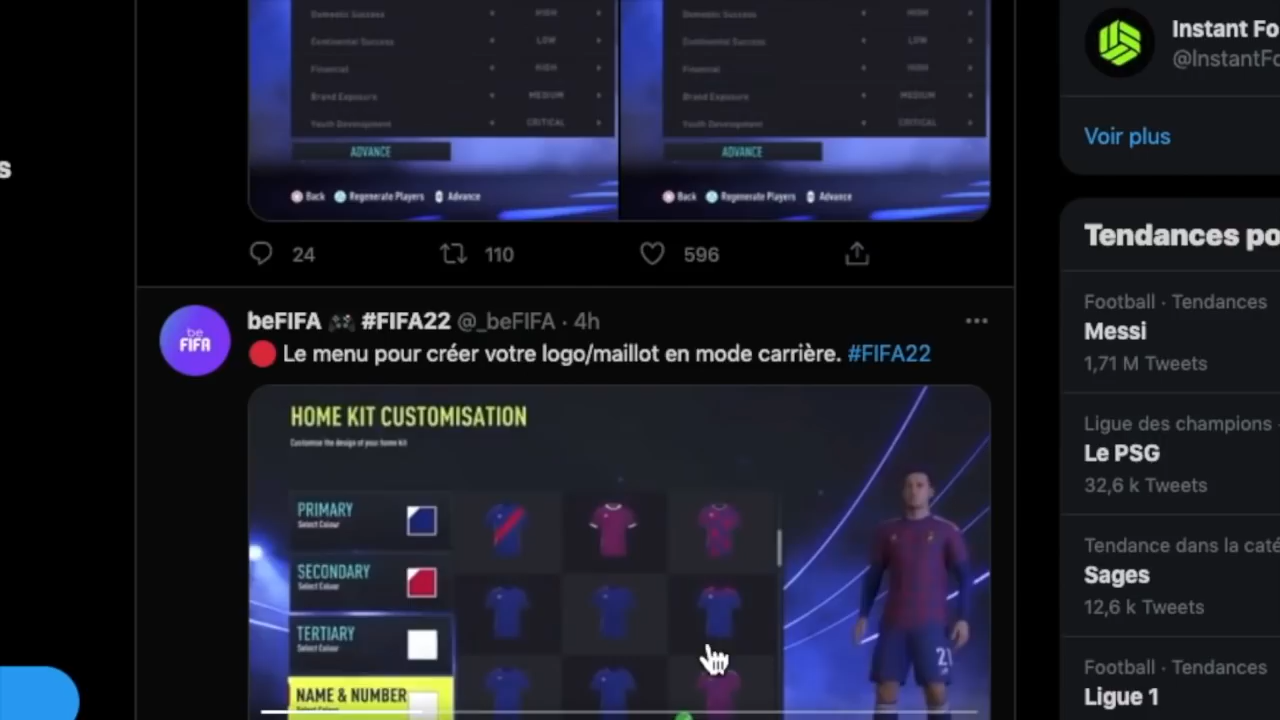 Domestic Success HIGH
Continental Success LOW
Financial HIGH
Brand Exposure MEDIUM
Youth Development CRITICAL
ADVANCE
Back Regenerate Players Advance
Domestic Success HIGH
Continental Success LOW
Financial HIGH
Brand Exposure MEDIUM
Youth Development CRITICAL
ADVANCE
Back Regenerate Players Advance
s
24 110 596
beFIFA #FIFA22 @_beFIFA · 4h
be FIFA
Le menu pour créer votre logo/maillot en mode carrière. #FIFA22
HOME KIT CUSTOMISATION
Customise the design of your home kit
PRIMARY
Select Colour
SECONDARY
Select Colour
TERTIARY
Select Colour
NAME & NUMBER
Select Colour
21
Instant Fo
@InstantFo
Voir plus
Tendances po
Football · Tendances
Messi
1,71 M Tweets
Ligue des champions ·
Le PSG
32,6 k Tweets
Tendance dans la caté
Sages
12,6 k Tweets
Football · Tendances
Ligue 1